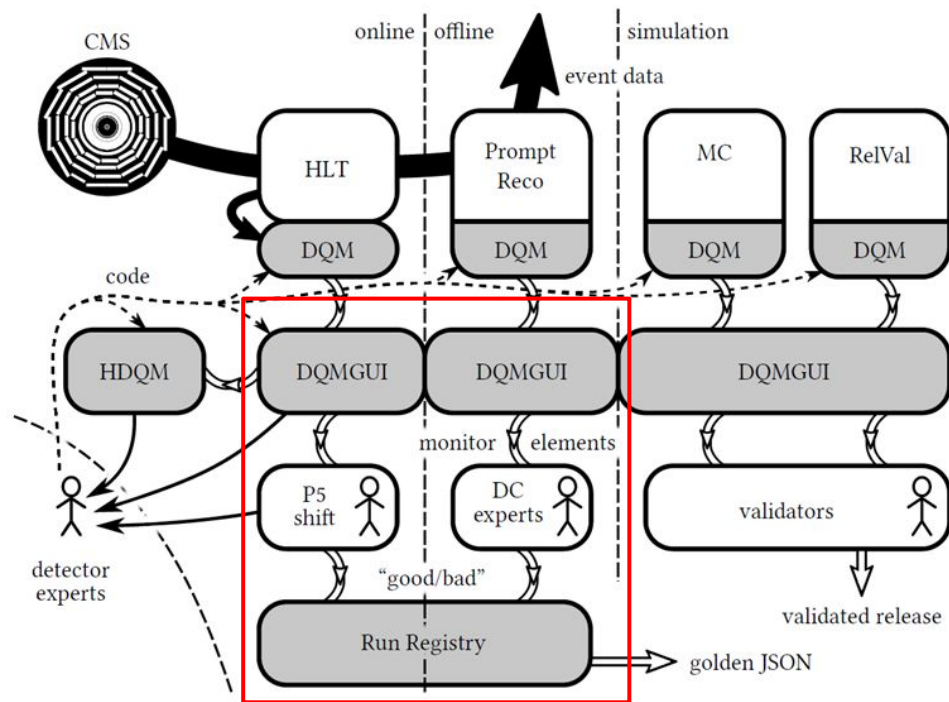 online
offline
simulation
CMS
event data
HLT
Prompt
Reco
MC
RelVal
DQM
DQM
DQM
DQM
code
HDQM
DQMGUI
DQMGUI
DQMGUI
monitor
elements
P5
shift
DC
experts
validators
detector
experts
“good/bad”
validated release
Run Registry
golden JSON